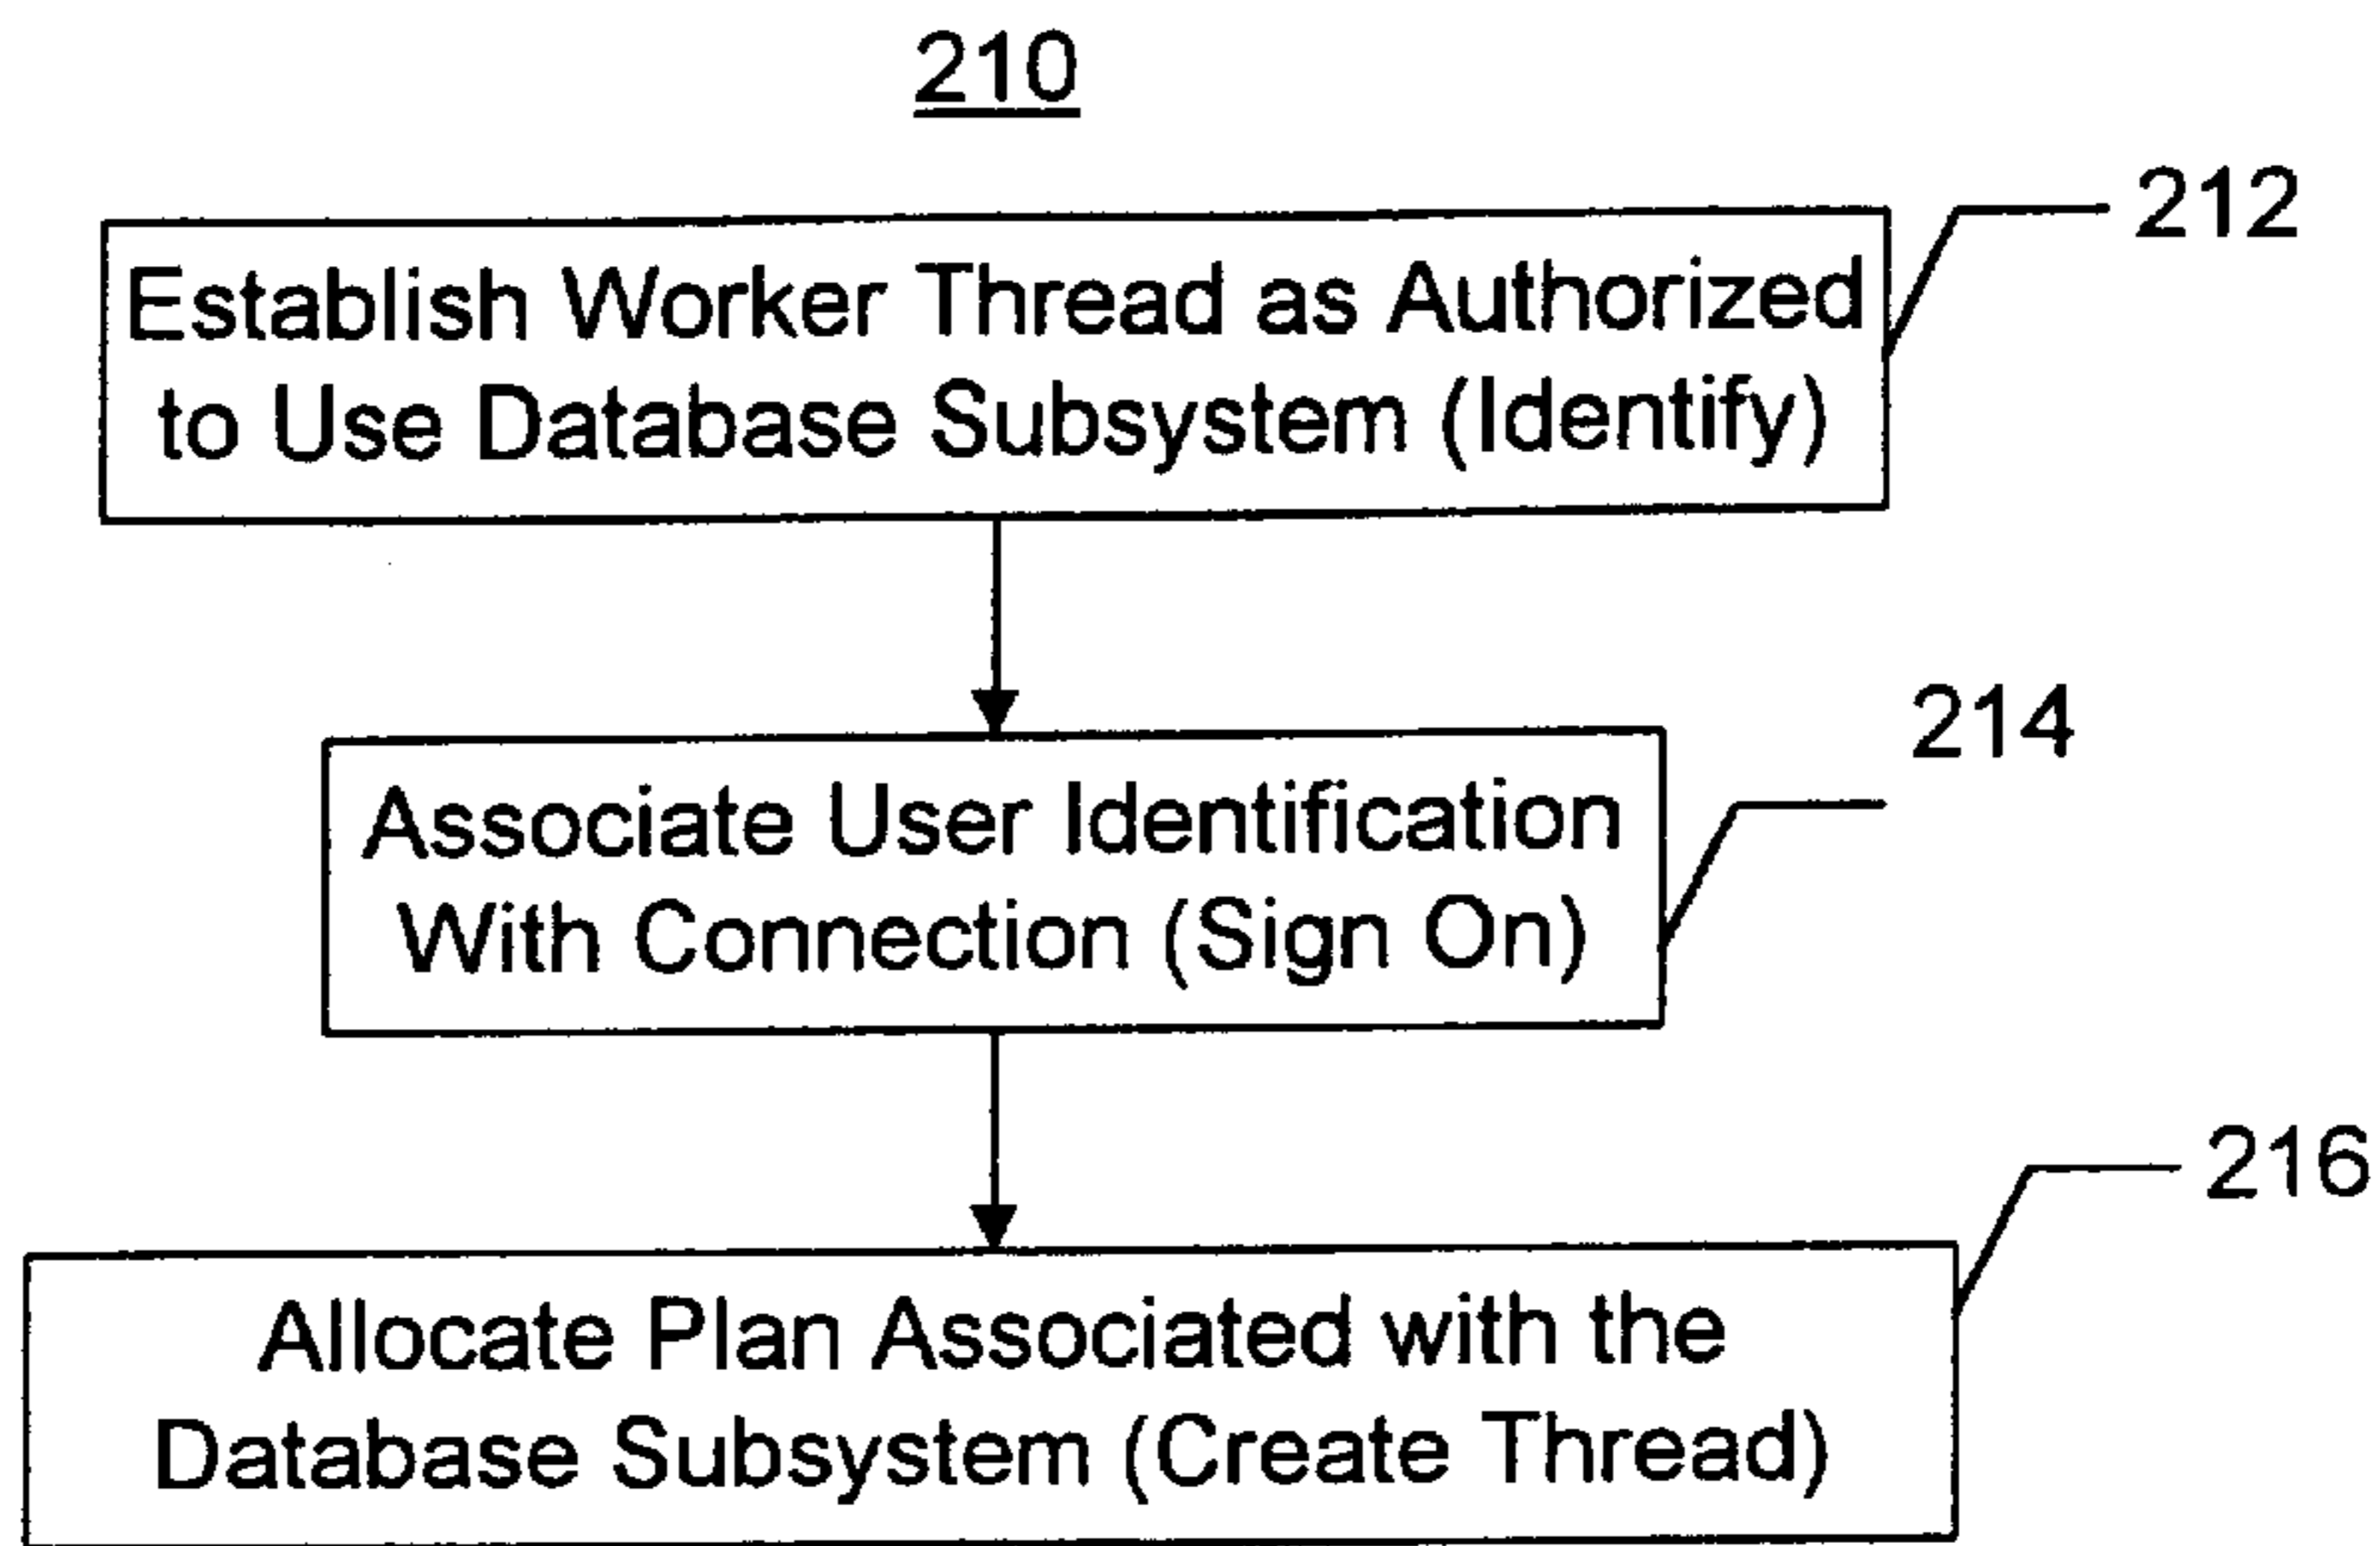 210
212
Establish Worker Thread as Authorized
to Use Database Subsystem (Identify)
214
Associate User Identification
With Connection (Sign On)
216
Allocate Plan Associated with the
Database Subsystem (Create Thread)